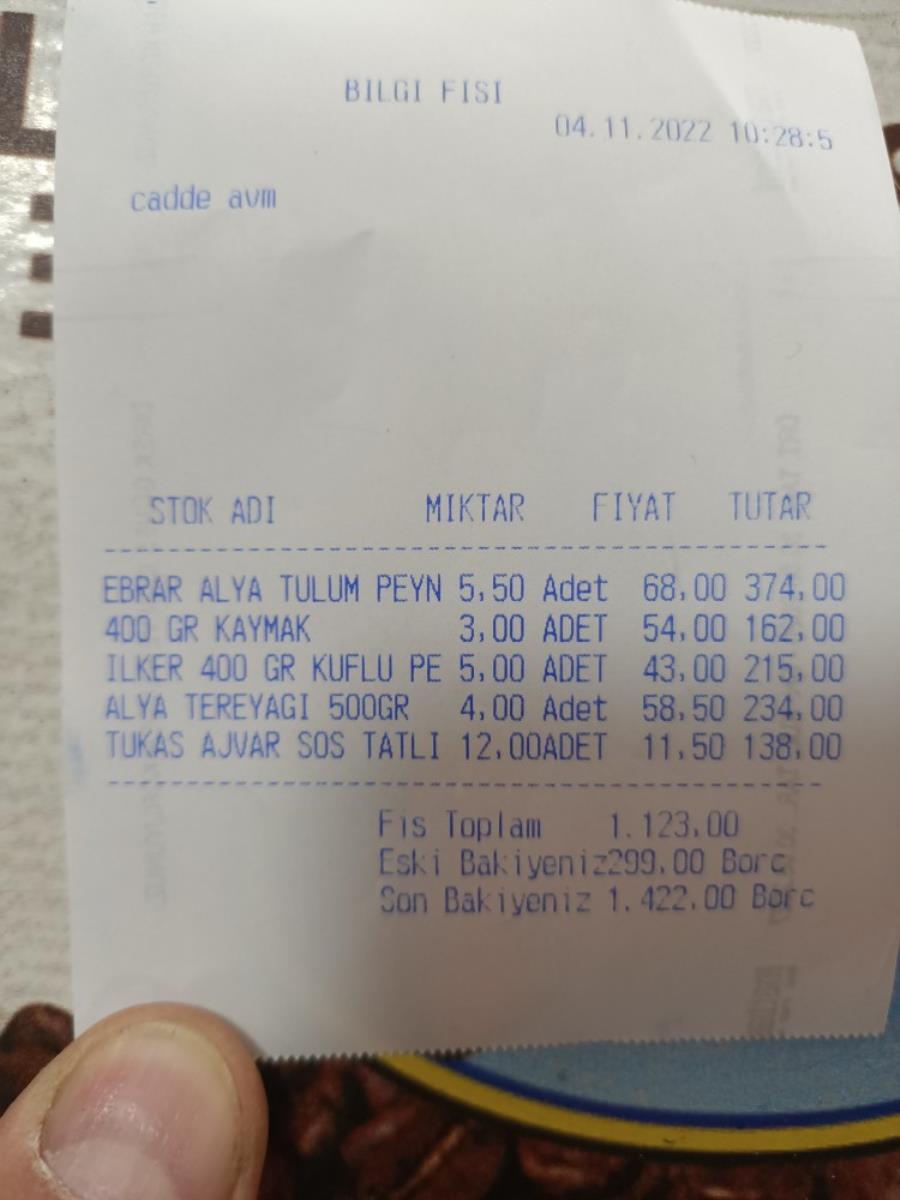 BILGI FISI
04.11.2022 10:28:5
cadde avm
STOK ADI MIKTAR FIYAT TUTAR
EBRAR ALYA TULUM PEYN 5,50 Adet 68,00 374,00
400 GR KAYMAK 3,00 ADET 54,00 162,00
ILKER 400 GR KUFLU PE 5,00 ADET 43,00 215,00
ALYA TEREYAGI 500GR 4,00 Adet 58,50 234,00
TUKAS AJVAR SOS TATLI 12,00ADET 11,50 138,00
Fis Toplam 1.123,00
Eski Bakiyeniz299,00 Borc
Son Bakiyeniz 1.422,00 Borc